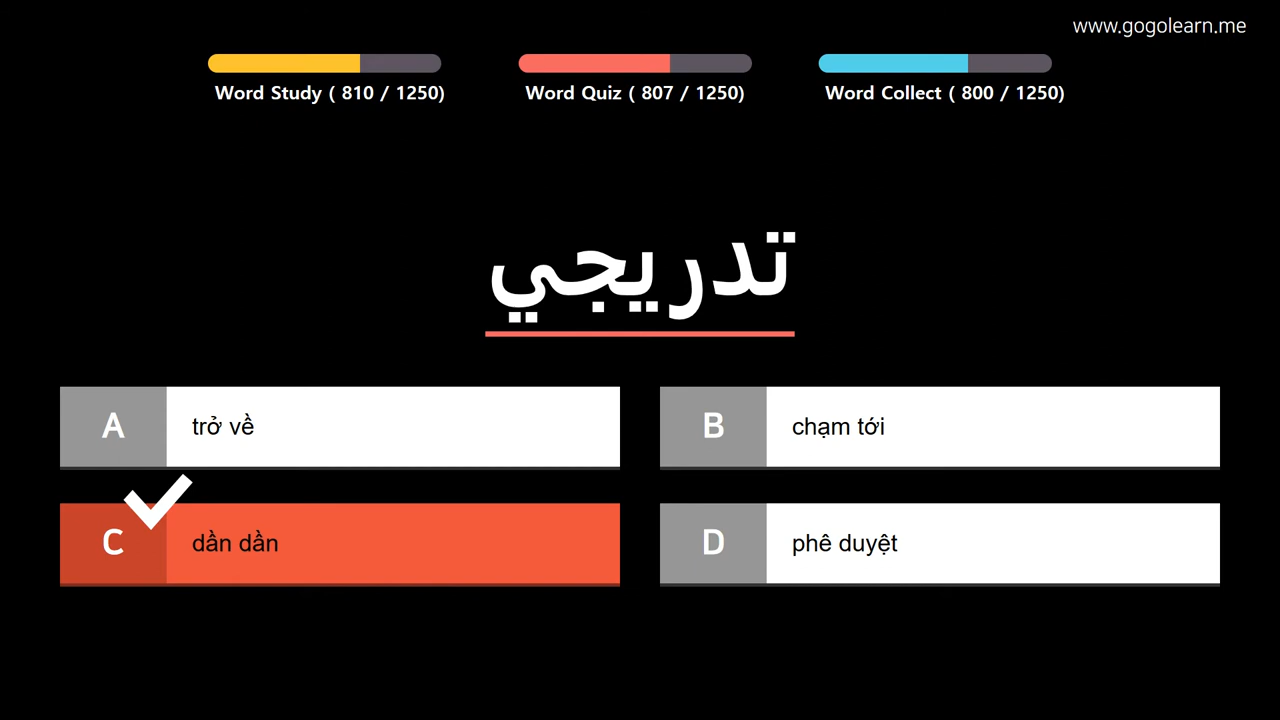 www.gogolearn.me
Word Study ( 810 / 1250)
Word Quiz ( 807 / 1250)
Word Collect ( 800 / 1250)
تدريجي
A trở về
B chạm tới
C dần dần
D phê duyệt